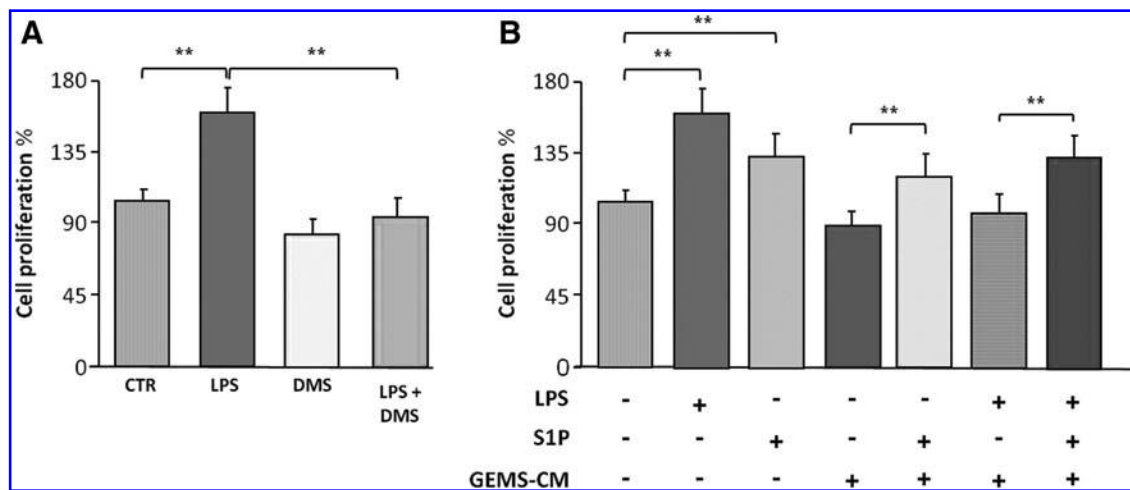 A
** **
180
135
90
45
0
Cell proliferation %
CTR LPS DMS LPS +
DMS
B
**
** ** **
180
135
90
45
0
Cell proliferation %
LPS - + - - - + +
S1P - - + - + - +
GEMS-CM - - - + + + +